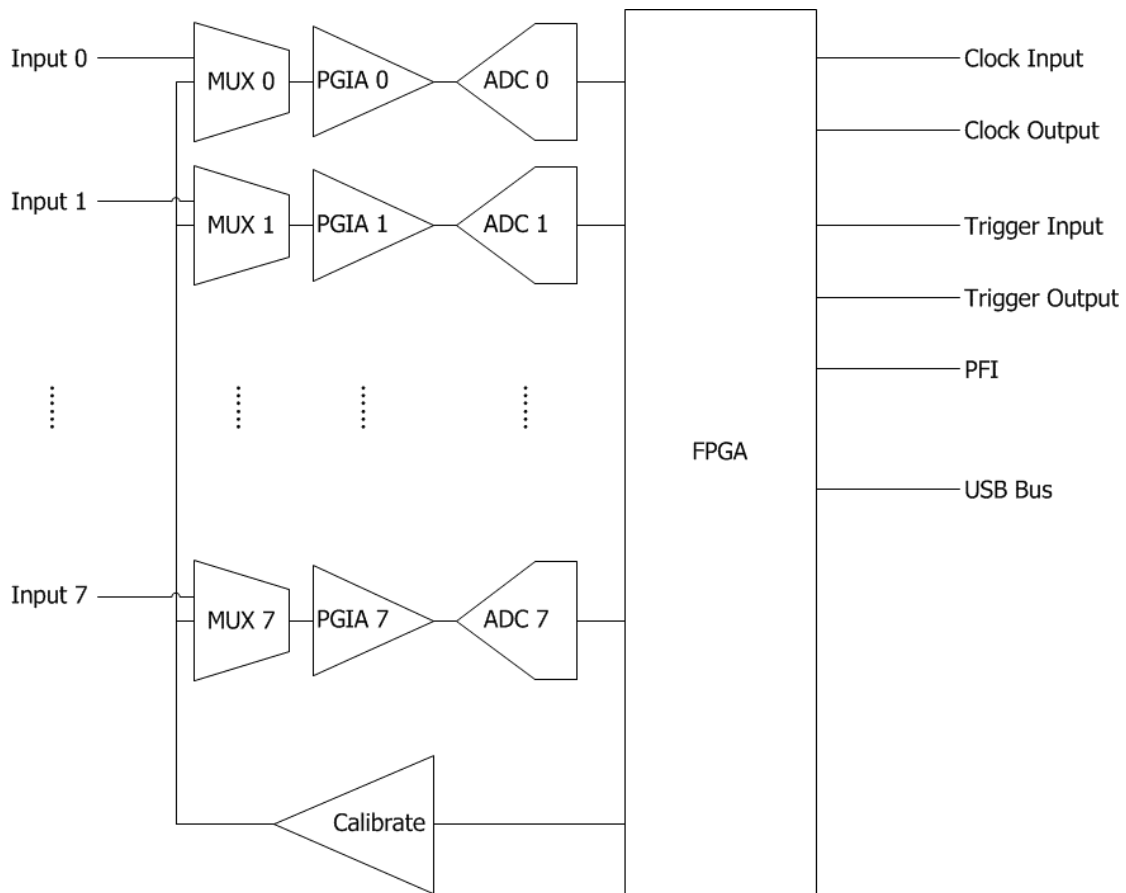 Input 0
MUX 0
PGIA 0
ADC 0
Clock Input
Clock Output
Input 1
MUX 1
PGIA 1
ADC 1
Trigger Input
Trigger Output
PFI
FPGA
USB Bus
Input 7
MUX 7
PGIA 7
ADC 7
Calibrate